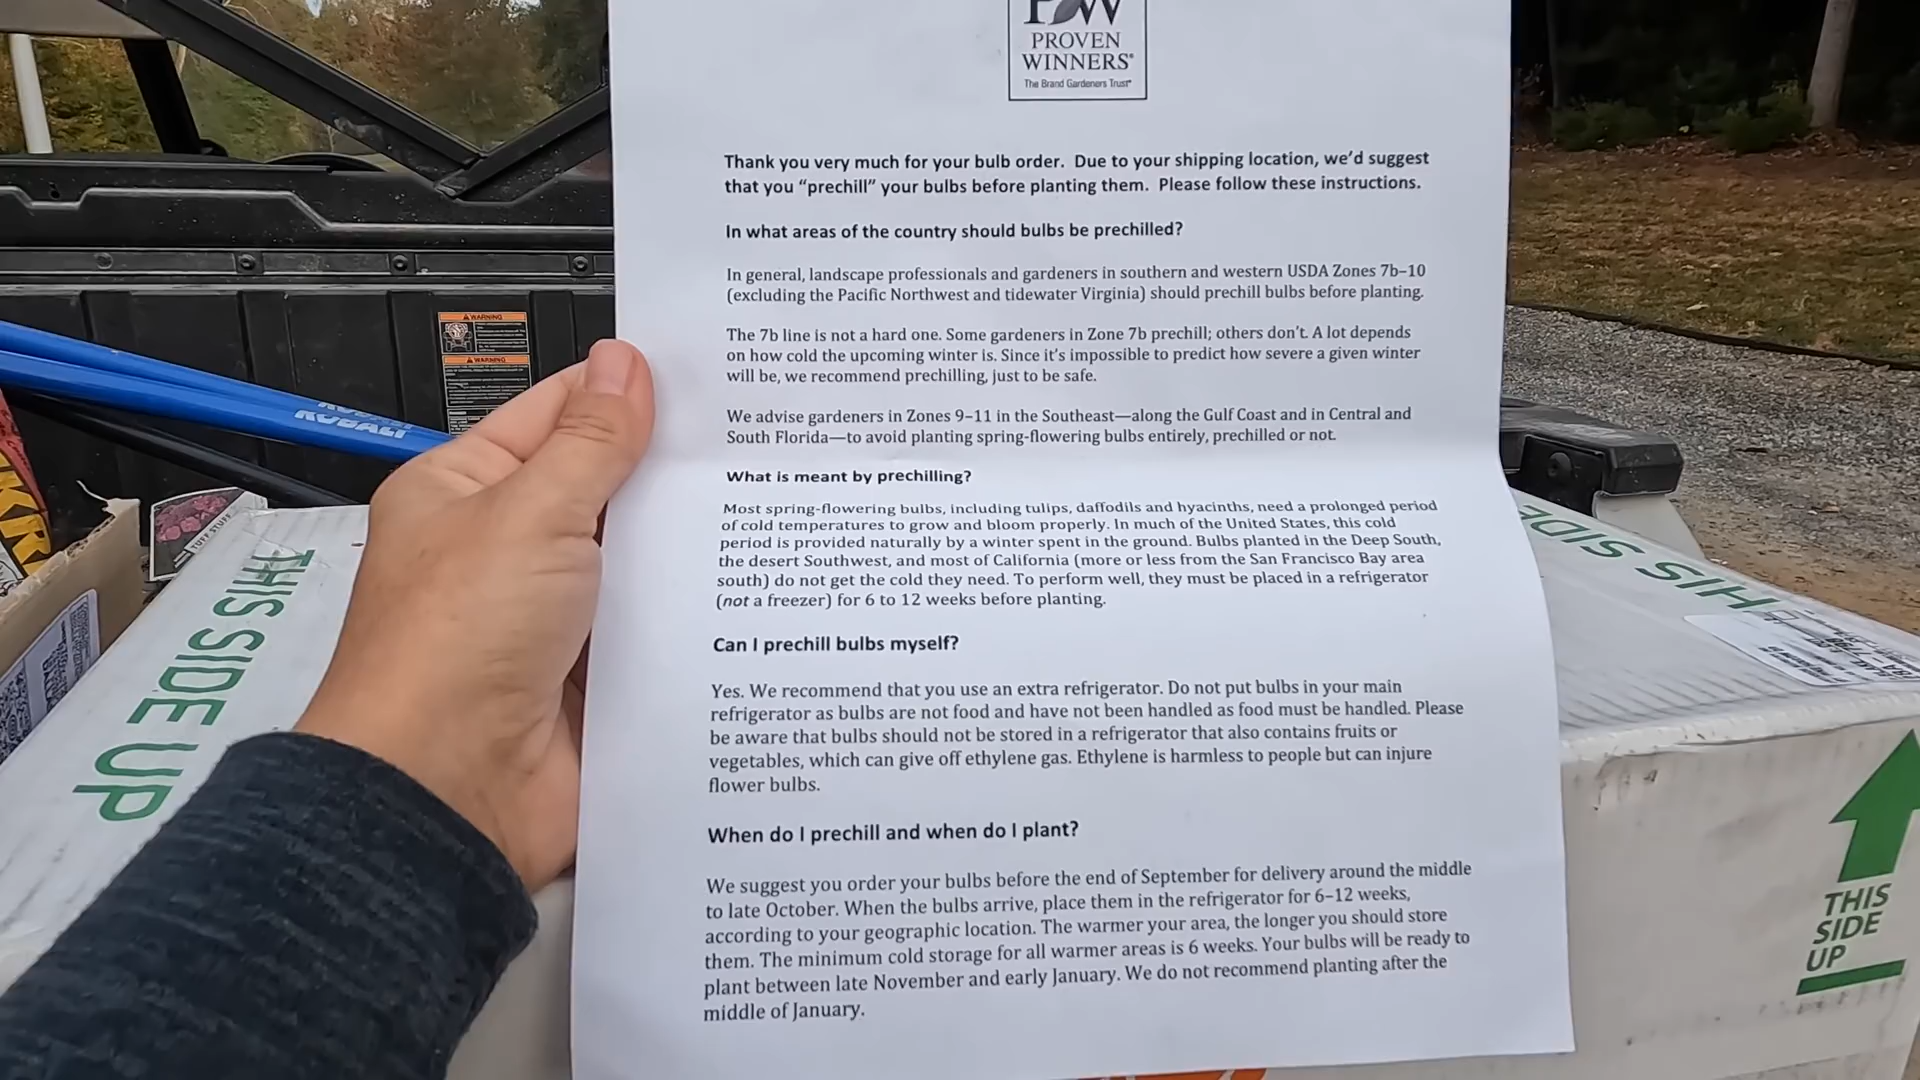 PW
PROVEN
WINNERS®
The Brand Gardeners Trust®
Thank you very much for your bulb order. Due to your shipping location, we'd suggest
that you “prechill” your bulbs before planting them. Please follow these instructions.
In what areas of the country should bulbs be prechilled?
In general, landscape professionals and gardeners in southern and western USDA Zones 7b–10
(excluding the Pacific Northwest and tidewater Virginia) should prechill bulbs before planting.
The 7b line is not a hard one. Some gardeners in Zone 7b prechill; others don't. A lot depends
on how cold the upcoming winter is. Since it's impossible to predict how severe a given winter
will be, we recommend prechilling, just to be safe.
We advise gardeners in Zones 9–11 in the Southeast—along the Gulf Coast and in Central and
South Florida—to avoid planting spring-flowering bulbs entirely, prechilled or not.
What is meant by prechilling?
Most spring-flowering bulbs, including tulips, daffodils and hyacinths, need a prolonged period
of cold temperatures to grow and bloom properly. In much of the United States, this cold
period is provided naturally by a winter spent in the ground. Bulbs planted in the Deep South,
the desert Southwest, and most of California (more or less from the San Francisco Bay area
south) do not get the cold they need. To perform well, they must be placed in a refrigerator
(not a freezer) for 6 to 12 weeks before planting.
Can I prechill bulbs myself?
Yes. We recommend that you use an extra refrigerator. Do not put bulbs in your main
refrigerator as bulbs are not food and have not been handled as food must be handled. Please
be aware that bulbs should not be stored in a refrigerator that also contains fruits or
vegetables, which can give off ethylene gas. Ethylene is harmless to people but can injure
flower bulbs.
When do I prechill and when do I plant?
We suggest you order your bulbs before the end of September for delivery around the middle
to late October. When the bulbs arrive, place them in the refrigerator for 6–12 weeks,
according to your geographic location. The warmer your area, the longer you should store
them. The minimum cold storage for all warmer areas is 6 weeks. Your bulbs will be ready to
plant between late November and early January. We do not recommend planting after the
middle of January.
WARNING
WARNING
KOBALT
KOBALT
TUFF STUFF
THIS SIDE UP
THIS SIDE
THIS
SIDE
UP